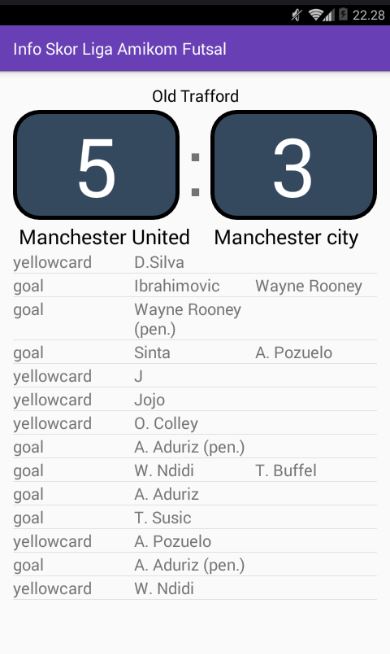 22.28
Info Skor Liga Amikom Futsal
Old Trafford
5 : 3
Manchester United Manchester city
yellowcard D.Silva
goal Ibrahimovic Wayne Rooney
goal Wayne Rooney
(pen.)
goal Sinta A. Pozuelo
yellowcard J
yellowcard Jojo
yellowcard O. Colley
goal A. Aduriz (pen.)
goal W. Ndidi T. Buffel
goal A. Aduriz
goal T. Susic
yellowcard A. Pozuelo
goal A. Aduriz (pen.)
yellowcard W. Ndidi